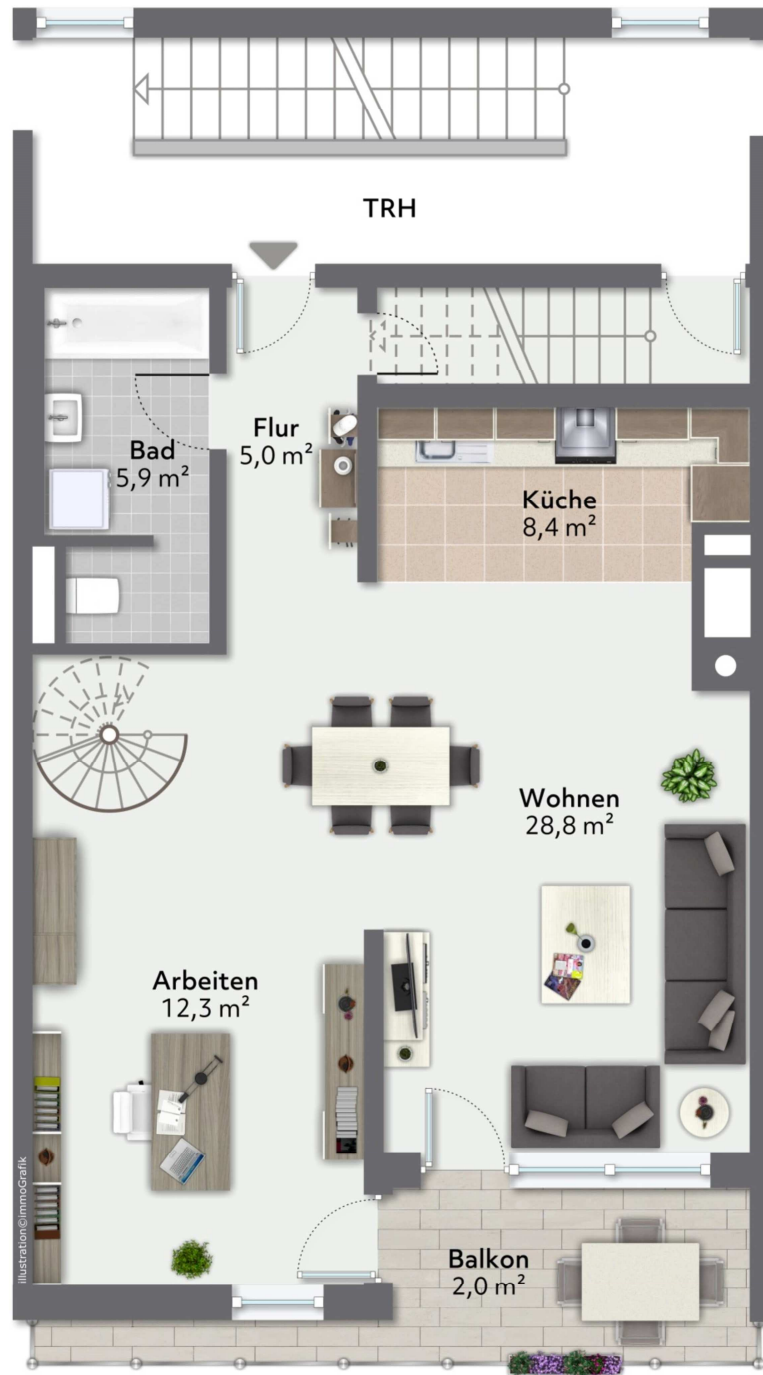 TRH
Flur
5,0 m²
Bad
5,9 m²
Küche
8,4 m²
Wohnen
28,8 m²
Arbeiten
12,3 m²
Balkon
2,0 m²
illustration©immoGrafik